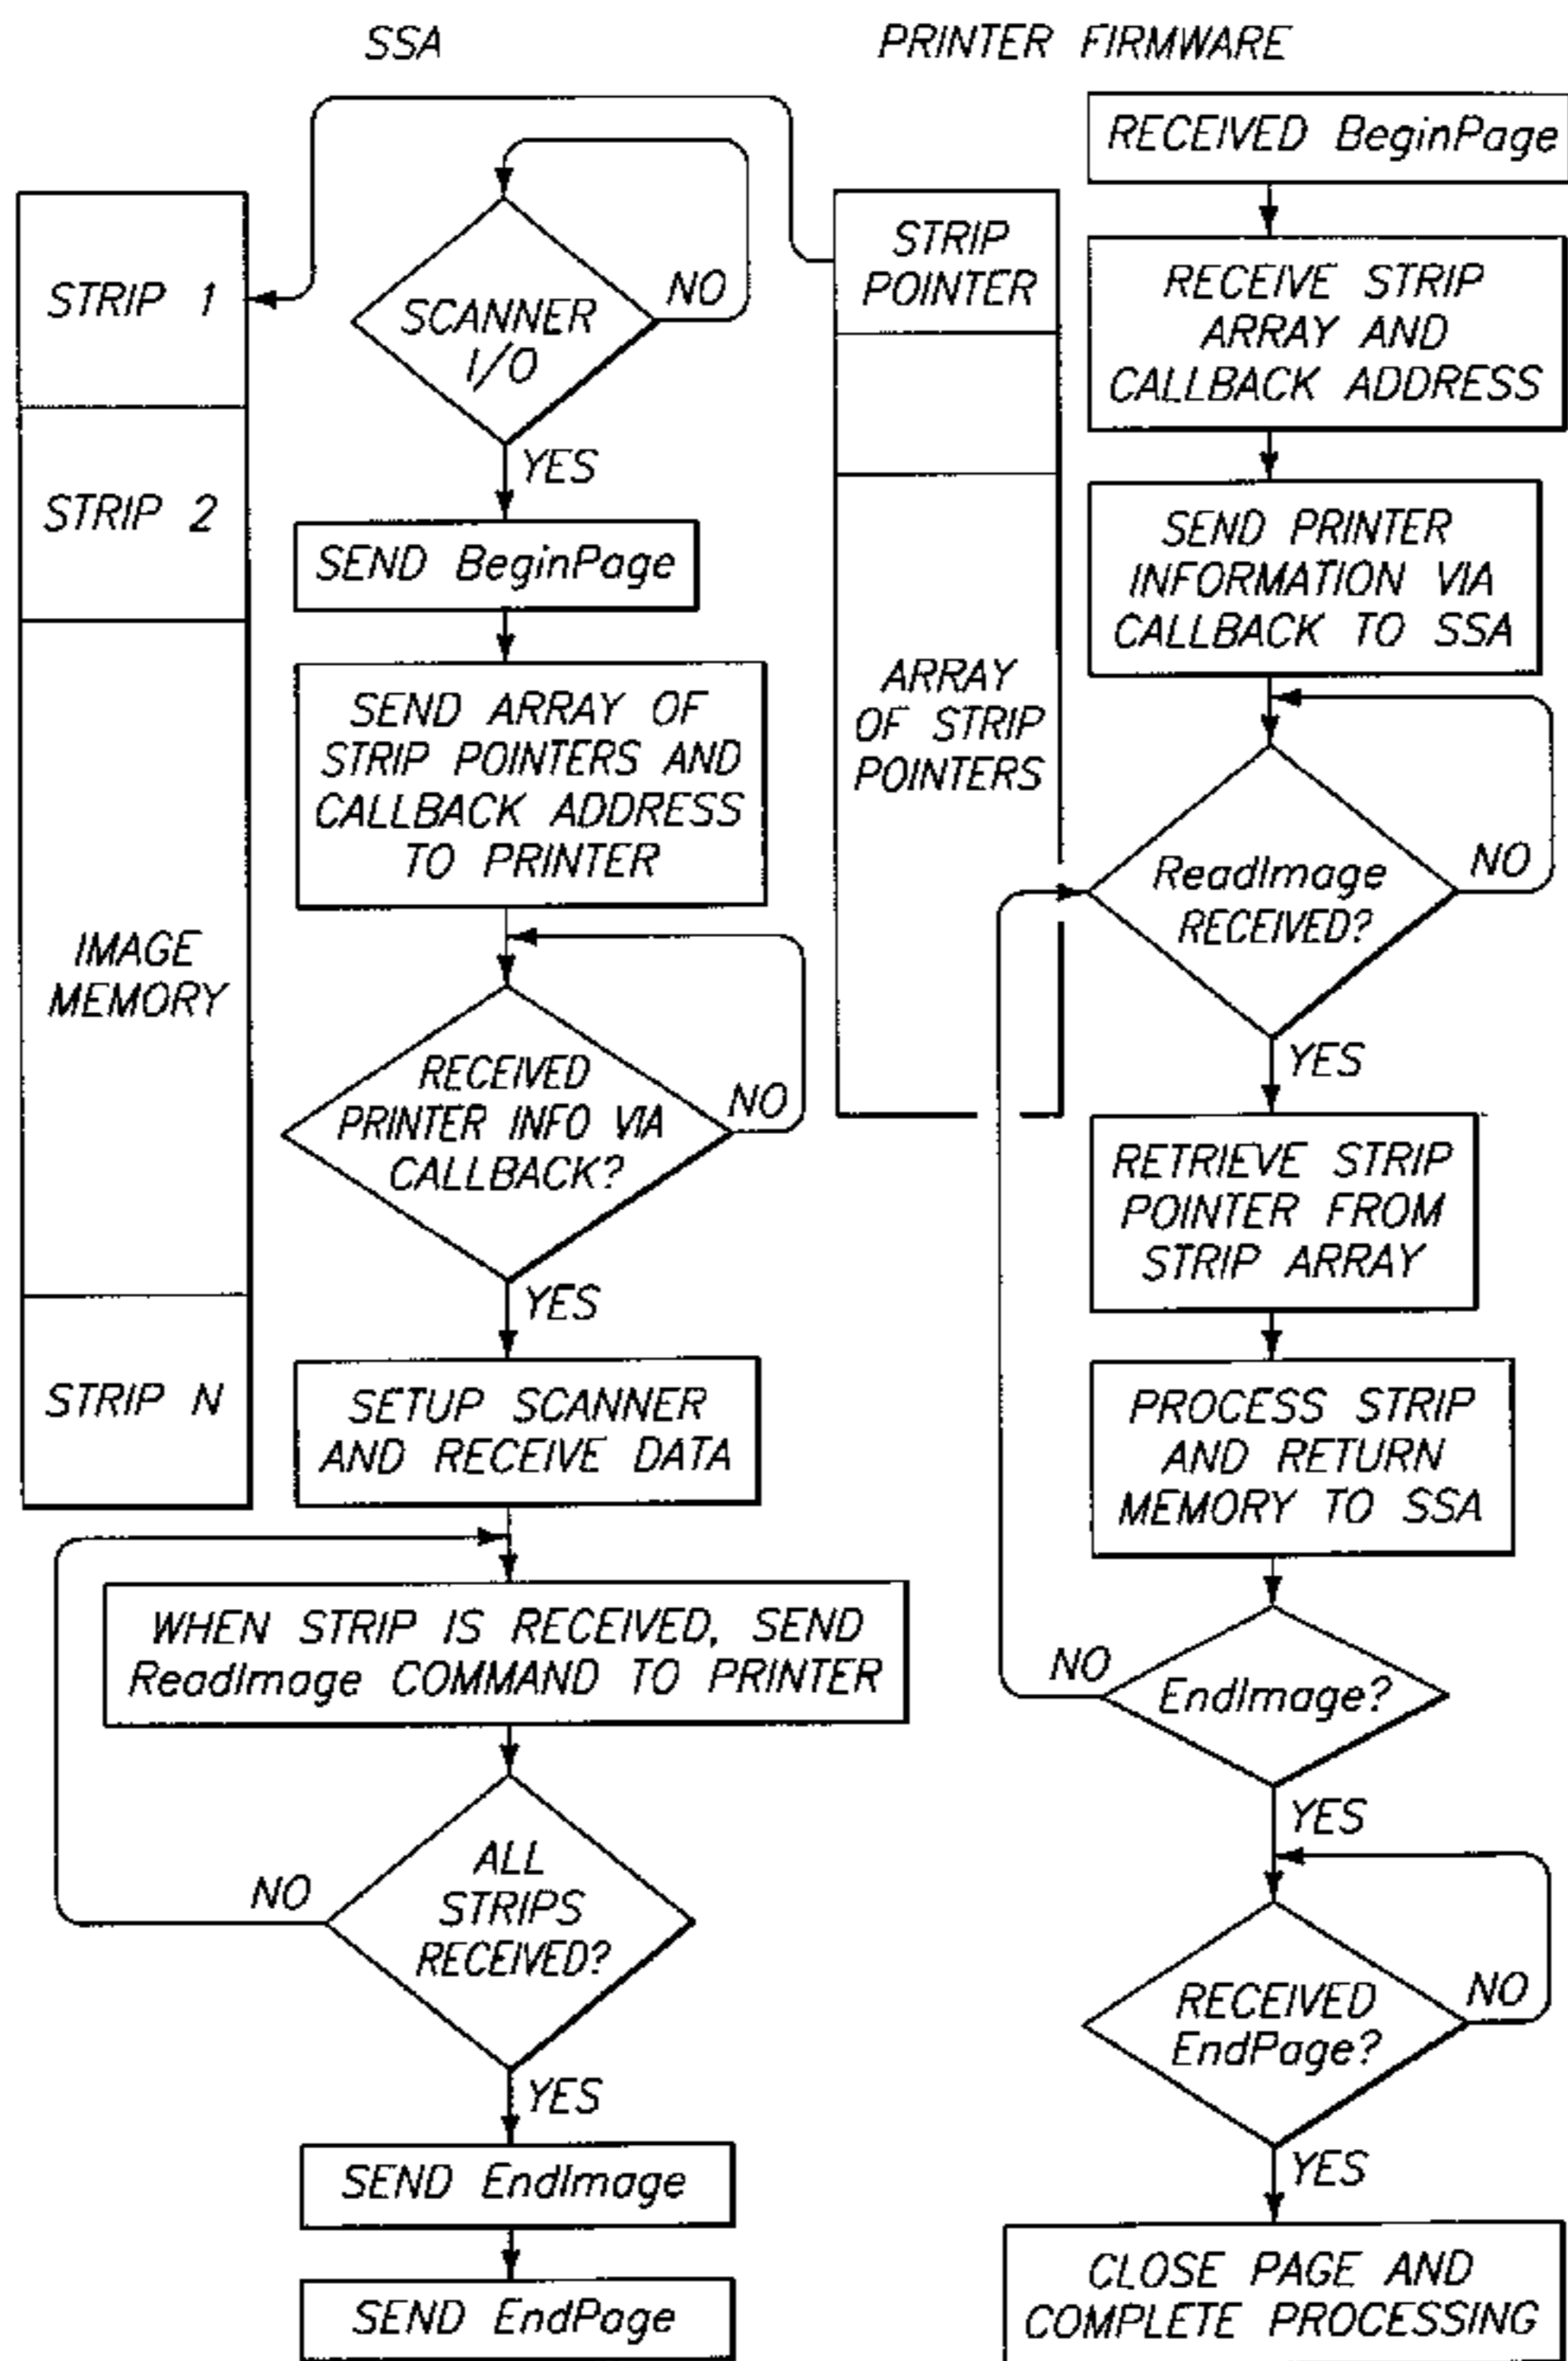 SSA
PRINTER FIRMWARE
STRIP 1
STRIP 2
IMAGE
MEMORY
STRIP N
SCANNER
I/O
NO
YES
SEND BeginPage
SEND ARRAY OF
STRIP POINTERS AND
CALLBACK ADDRESS
TO PRINTER
RECEIVED
PRINTER INFO VIA
CALLBACK?
NO
YES
SETUP SCANNER
AND RECEIVE DATA
WHEN STRIP IS RECEIVED, SEND
ReadImage COMMAND TO PRINTER
ALL
STRIPS
RECEIVED?
NO
YES
SEND EndImage
SEND EndPage
STRIP
POINTER
ARRAY
OF STRIP
POINTERS
RECEIVED BeginPage
RECEIVE STRIP
ARRAY AND
CALLBACK ADDRESS
SEND PRINTER
INFORMATION VIA
CALLBACK TO SSA
ReadImage
RECEIVED?
NO
YES
RETRIEVE STRIP
POINTER FROM
STRIP ARRAY
PROCESS STRIP
AND RETURN
MEMORY TO SSA
EndImage?
NO
YES
RECEIVED
EndPage?
NO
YES
CLOSE PAGE AND
COMPLETE PROCESSING